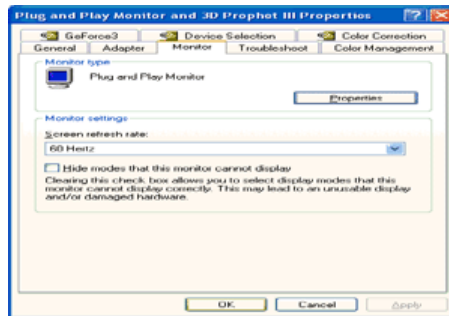 Plug and Play Monitor and 3D Prophet III Properties
GeForce3 Device Selection Color Correction
General Adapter Monitor Troubleshoot Color Management
Monitor type
Plug and Play Monitor
Properties
Monitor settings
Screen refresh rate:
60 Hertz
Hide modes that this monitor cannot display
Clearing this check box allows you to select display modes that this
monitor cannot display correctly. This may lead to an unusable display
and/or damaged hardware.
OK Cancel Apply